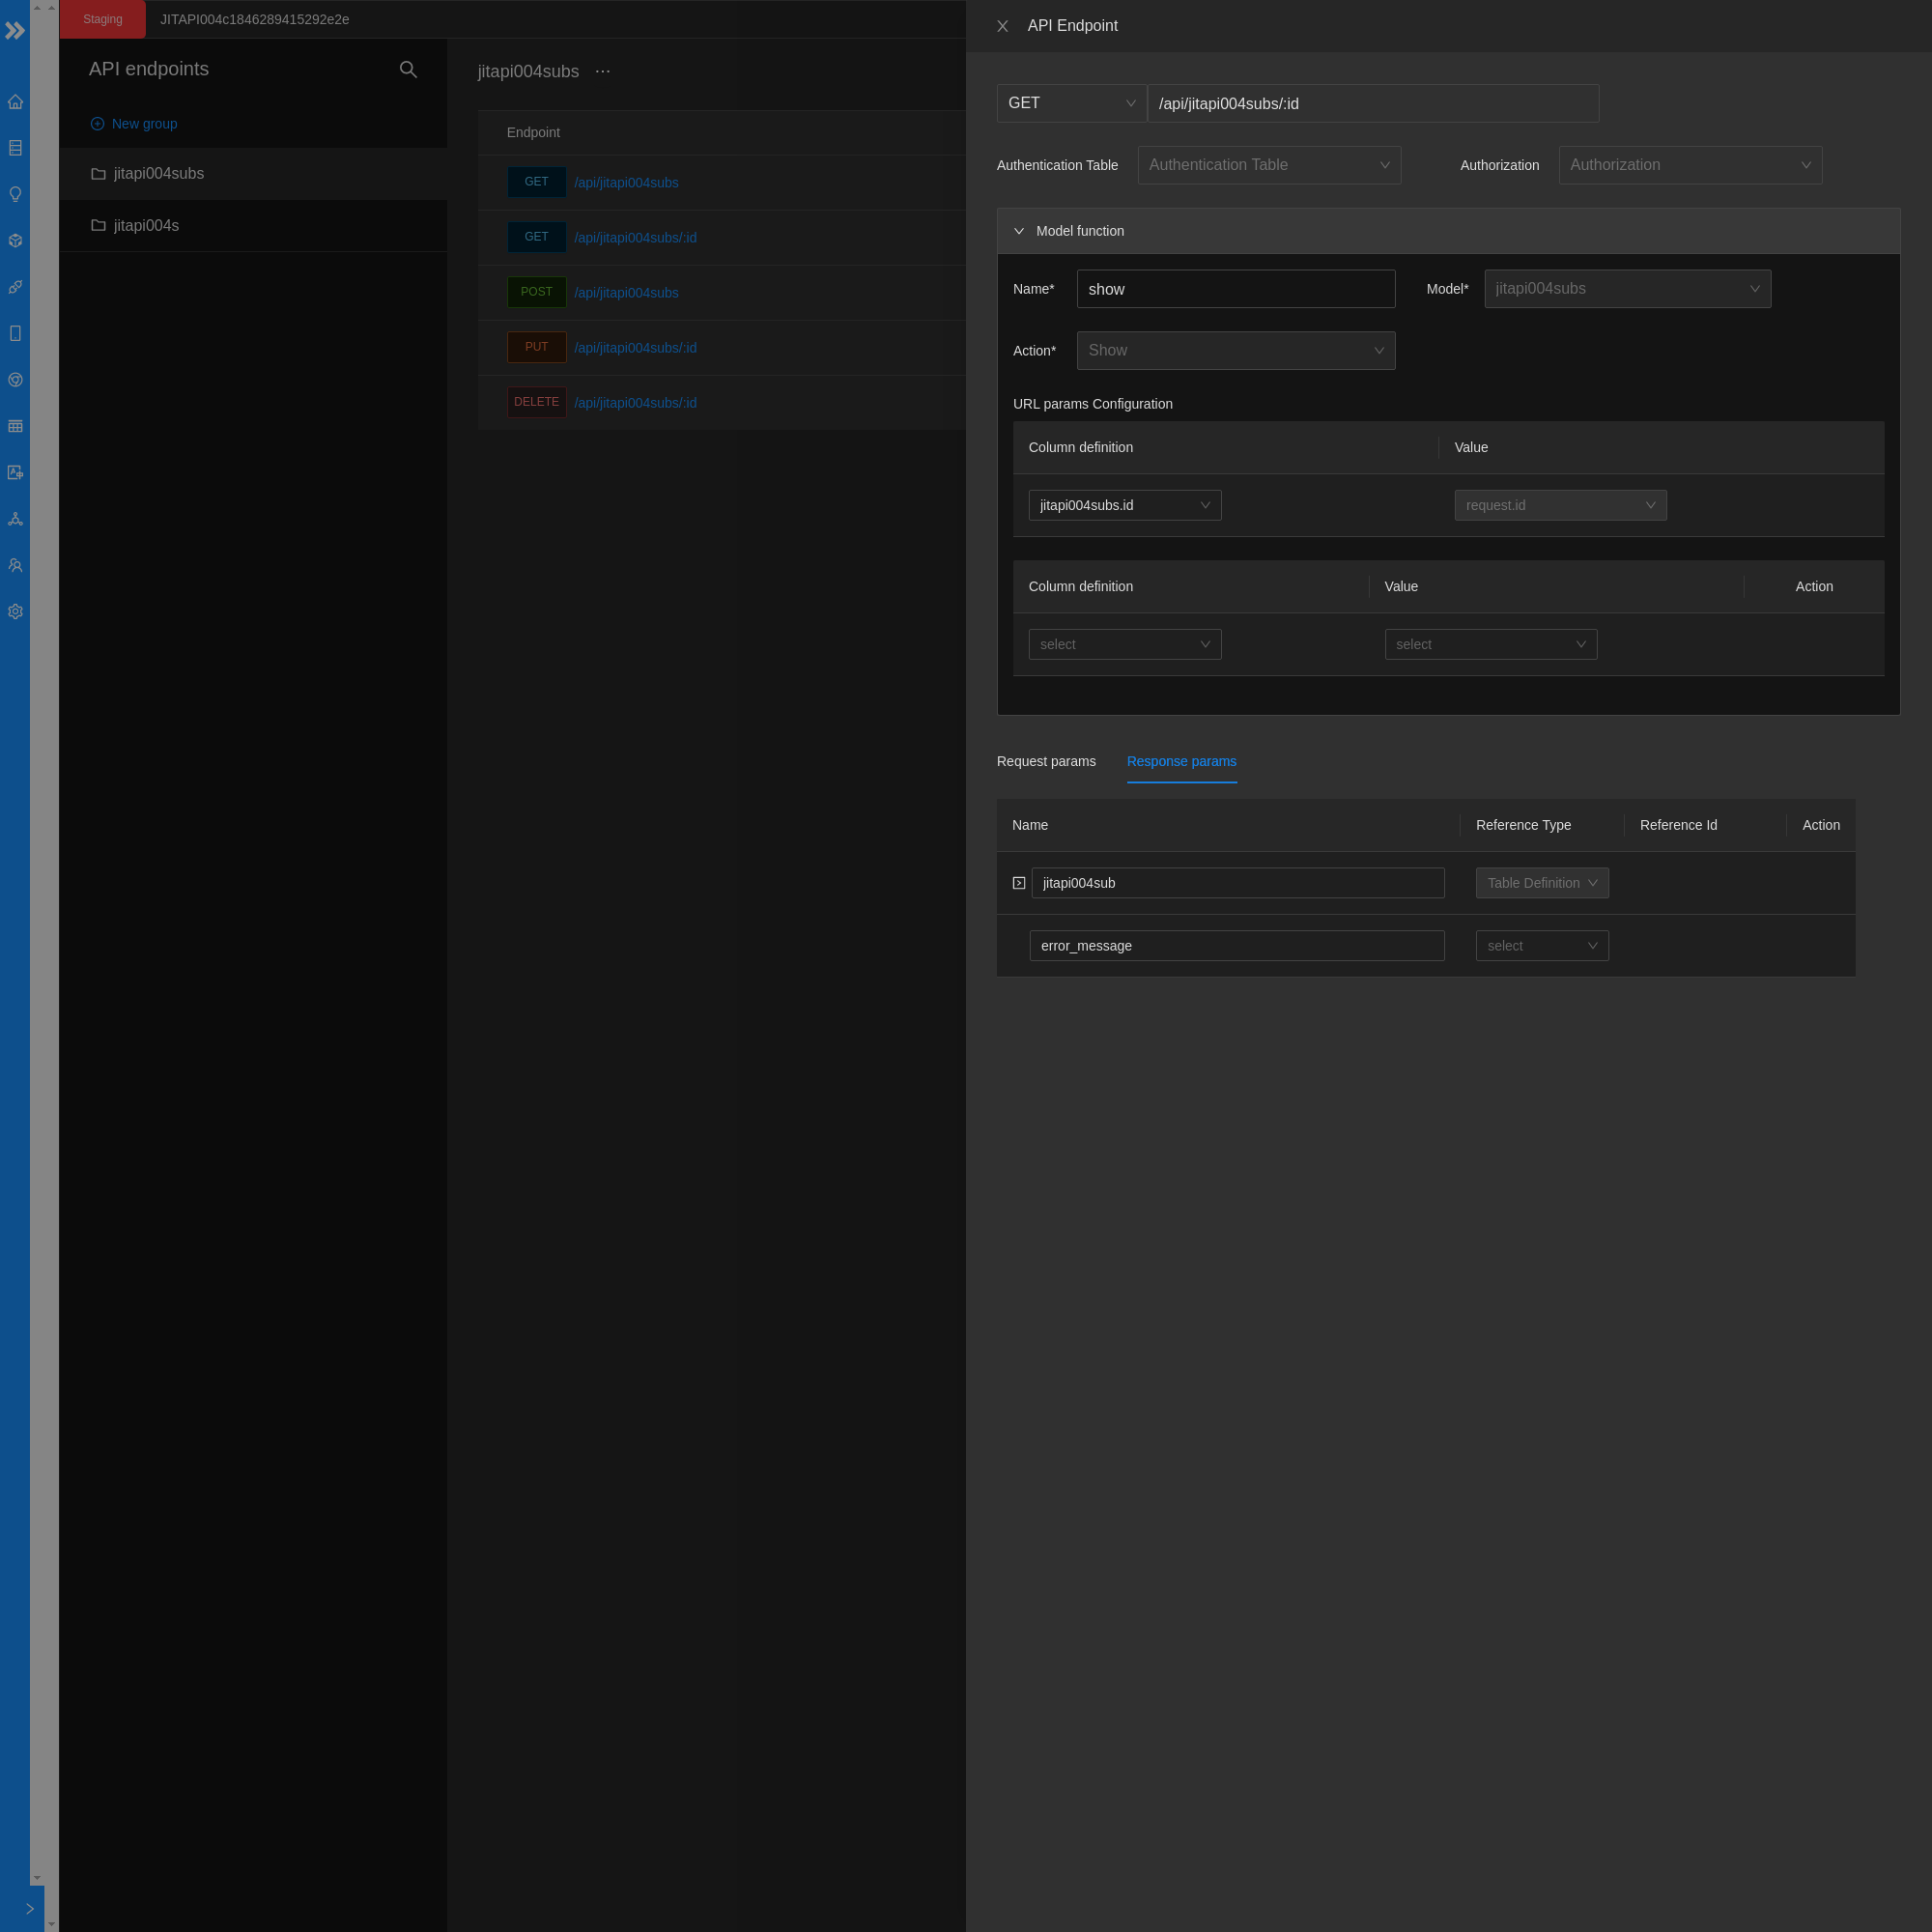 Staging JITAPI004c1846289415292e2e
API endpoints
New group
jitapi004subs
jitapi004s
jitapi004subs ...
Endpoint
GET /api/jitapi004subs
GET /api/jitapi004subs/:id
POST /api/jitapi004subs
PUT /api/jitapi004subs/:id
DELETE /api/jitapi004subs/:id
API Endpoint
GET /api/jitapi004subs/:id
Authentication Table Authentication Table Authorization Authorization
Model function
Name* show Model* jitapi004subs
Action* Show
URL params Configuration
Column definition Value
jitapi004subs.id request.id
Column definition Value Action
select select
Request params Response params
Name Reference Type Reference Id Action
jitapi004sub Table Definition
error_message select